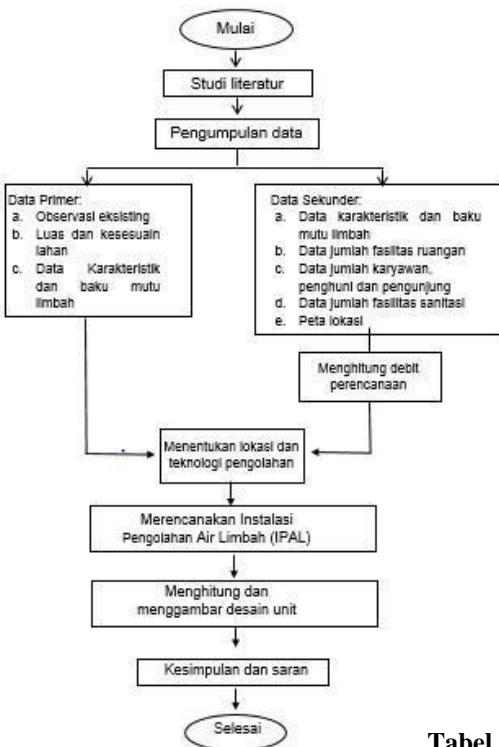 Mulai
Studi literatur
Pengumpulan data
Data Primer:
a. Observasi eksisting
b. Luas dan kesesuain
lahan
c. Data Karakteristik
dan baku mutu
limbah
Data Sekunder:
a. Data karakteristik dan baku
mutu limbah
b. Data jumlah fasilitas ruangan
c. Data jumlah karyawan,
penghuni dan pengunjung
d. Data jumlah fasilitas sanitasi
e. Peta lokasi
Menghitung debit
perencanaan
Menentukan lokasi dan
teknologi pengolahan
Merencanakan Instalasi
Pengolahan Air Limbah (IPAL)
Menghitung dan
menggambar desain unit
Kesimpulan dan saran
Selesai
Tabel